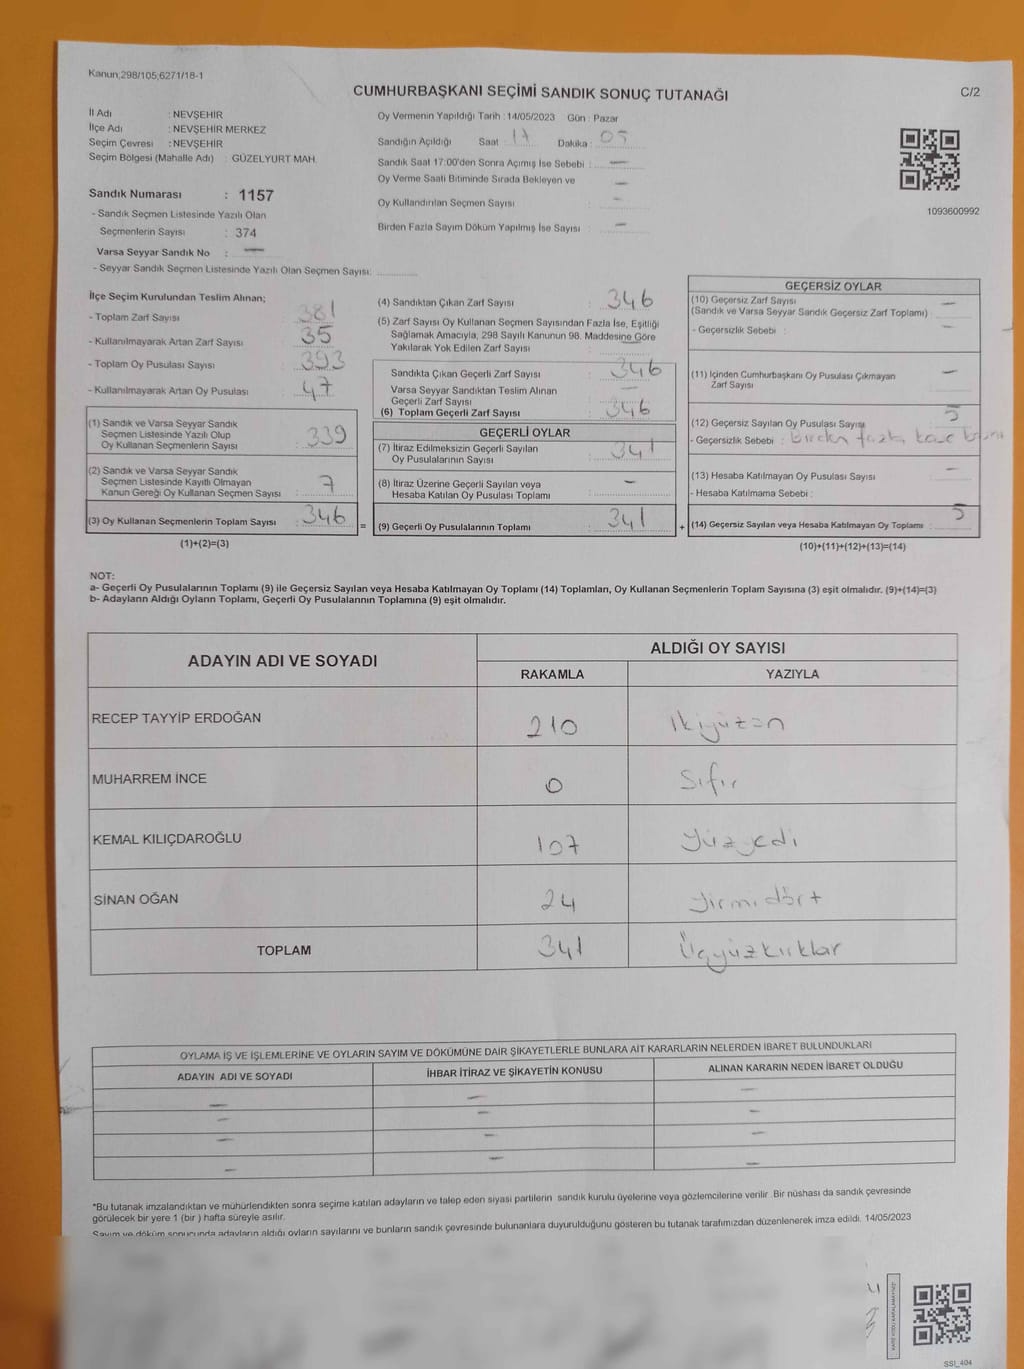 Kanun;298/105;6271/18-1
CUMHURBAŞKANI SEÇİMİ SANDIK SONUÇ TUTANAĞI
C/2
İl Adı : NEVŞEHİR
İlçe Adı : NEVŞEHİR MERKEZ
Seçim Çevresi : NEVŞEHİR
Seçim Bölgesi (Mahalle Adı) : GÜZELYURT MAH.
Sandık Numarası : 1157
- Sandık Seçmen Listesinde Yazılı Olan
Seçmenlerin Sayısı : 374
Varsa Seyyar Sandık No : —
- Seyyar Sandık Seçmen Listesinde Yazılı Olan Seçmen Sayısı:
Oy Vermenin Yapıldığı Tarih : 14/05/2023 Gün : Pazar
Sandığın Açıldığı Saat : 17 Dakika : 05
Sandık Saat 17:00'den Sonra Açımış İse Sebebi : —
Oy Verme Saati Bitiminde Sırada Bekleyen ve —
Oy Kullandırılan Seçmen Sayısı : -
Birden Fazla Sayım Döküm Yapılmış İse Sayısı : —
1093600992
İlçe Seçim Kurulundan Teslim Alınan;
- Toplam Zarf Sayısı : 381
- Kullanılmayarak Artan Zarf Sayısı : 35
- Toplam Oy Pusulası Sayısı : 393
- Kullanılmayarak Artan Oy Pusulası : 47
(1) Sandık ve Varsa Seyyar Sandık
Seçmen Listesinde Yazılı Olup
Oy Kullanan Seçmenlerin Sayısı : 339
(2) Sandık ve Varsa Seyyar Sandık
Seçmen Listesinde Kayıtlı Olmayan
Kanun Gereği Oy Kullanan Seçmen Sayısı : 7
(3) Oy Kullanan Seçmenlerin Toplam Sayısı : 346 =
(1)+(2)=(3)
(4) Sandıktan Çıkan Zarf Sayısı : 346
(5) Zarf Sayısı Oy Kullanan Seçmen Sayısından Fazla İse, Eşitliği
Sağlamak Amacıyla, 298 Sayılı Kanunun 98. Maddesine Göre
Yakılarak Yok Edilen Zarf Sayısı : —
Sandıkta Çıkan Geçerli Zarf Sayısı : 346
Varsa Seyyar Sandıktan Teslim Alınan
Geçerli Zarf Sayısı : —
(6) Toplam Geçerli Zarf Sayısı : 346
GEÇERLİ OYLAR
(7) İtiraz Edilmeksizin Geçerli Sayılan
Oy Pusulalarının Sayısı : 341
(8) İtiraz Üzerine Geçerli Sayılan veya
Hesaba Katılan Oy Pusulası Toplamı : —
(9) Geçerli Oy Pusulalarının Toplamı : 341 +
GEÇERSİZ OYLAR
(10) Geçersiz Zarf Sayısı : —
(Sandık ve Varsa Seyyar Sandık Geçersiz Zarf Toplamı)
- Geçersizlik Sebebi :
(11) İçinden Cumhurbaşkanı Oy Pusulası Çıkmayan
Zarf Sayısı : —
(12) Geçersiz Sayılan Oy Pusulası Sayısı : 5
- Geçersizlik Sebebi : birden fazla kaşe
(13) Hesaba Katılmayan Oy Pusulası Sayısı : —
- Hesaba Katılmama Sebebi :
(14) Geçersiz Sayılan veya Hesaba Katılmayan Oy Toplamı : 5
(10)+(11)+(12)+(13)=(14)
NOT:
a- Geçerli Oy Pusulalarının Toplamı (9) ile Geçersiz Sayılan veya Hesaba Katılmayan Oy Toplamı (14) Toplamları, Oy Kullanan Seçmenlerin Toplam Sayısına (3) eşit olmalıdır. (9)+(14)=(3)
b- Adayların Aldığı Oyların Toplamı, Geçerli Oy Pusulalarının Toplamına (9) eşit olmalıdır.
ADAYIN ADI VE SOYADI
ALDIĞI OY SAYISI
RAKAMLA YAZIYLA
RECEP TAYYİP ERDOĞAN 210 ikiyüzon
MUHARREM İNCE 0 Sıfır
KEMAL KILIÇDAROĞLU 107 Yüzyedi
SİNAN OĞAN 24 Yirmidört
TOPLAM 341 Üçyüzkırkbir
OYLAMA İŞ VE İŞLEMLERİNE VE OYLARIN SAYIM VE DÖKÜMÜNE DAİR ŞİKAYETLERLE BUNLARA AİT KARARLARIN NELERDEN İBARET BULUNDUKLARI
ADAYIN ADI VE SOYADI İHBAR İTİRAZ VE ŞİKAYETİN KONUSU ALINAN KARARIN NEDEN İBARET OLDUĞU
— — —
— — —
— — —
— — —
*Bu tutanak imzalandıktan ve mühürlendikten sonra seçime katılan adayların ve talep eden siyasi partilerin sandık kurulu üyelerine veya gözlemcilerine verilir .Bir nüshası da sandık çevresinde
görülecek bir yere 1 (bir ) hafta süreyle asılır.
Sayım ve döküm sonucunda adayların aldığı oyların sayılarını ve bunların sandık çevresinde bulunanlara duyurulduğunu gösteren bu tutanak tarafımızdan düzenlenerek imza edildi. 14/05/2023
SSI_404